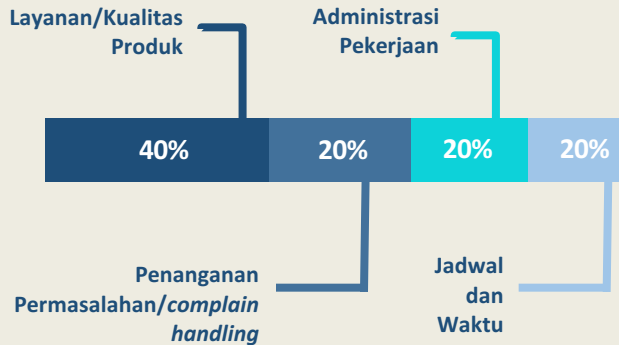 Layanan/Kualitas
Produk
Administrasi
Pekerjaan
40%
20%
20%
20%
Penanganan
Permasalahan/complain
handling
Jadwal
dan
Waktu